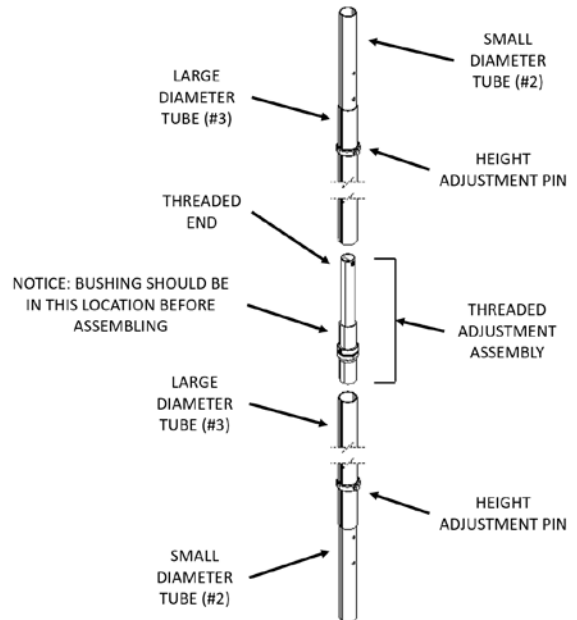 SMALL
DIAMETER
TUBE (#2)
LARGE
DIAMETER
TUBE (#3)
HEIGHT
ADJUSTMENT PIN
THREADED
END
NOTICE: BUSHING SHOULD BE
IN THIS LOCATION BEFORE
ASSEMBLING
THREADED
ADJUSTMENT
ASSEMBLY
LARGE
DIAMETER
TUBE (#3)
HEIGHT
ADJUSTMENT PIN
SMALL
DIAMETER
TUBE (#2)